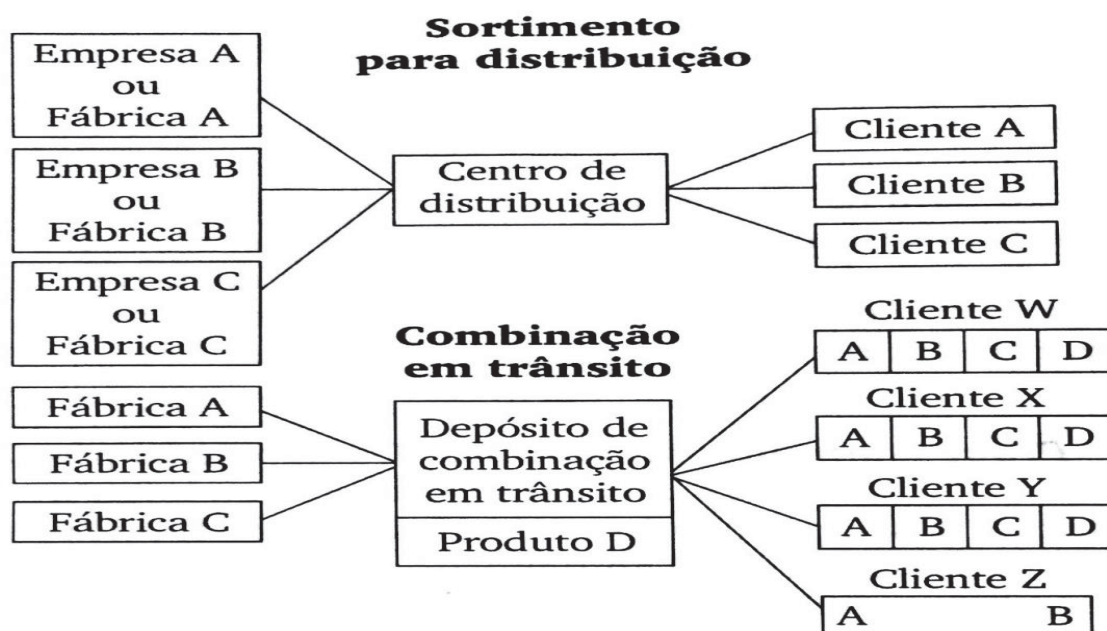 Sortimento
para distribuição
Empresa A
ou
Fábrica A
Empresa B
ou
Fábrica B
Empresa C
ou
Fábrica C
Centro de
distribuição
Cliente A
Cliente B
Cliente C
Combinação
em trânsito
Fábrica A
Fábrica B
Fábrica C
Depósito de
combinação
em trânsito
Produto D
Cliente W
A B C D
Cliente X
A B C D
Cliente Y
A B C D
Cliente Z
A B